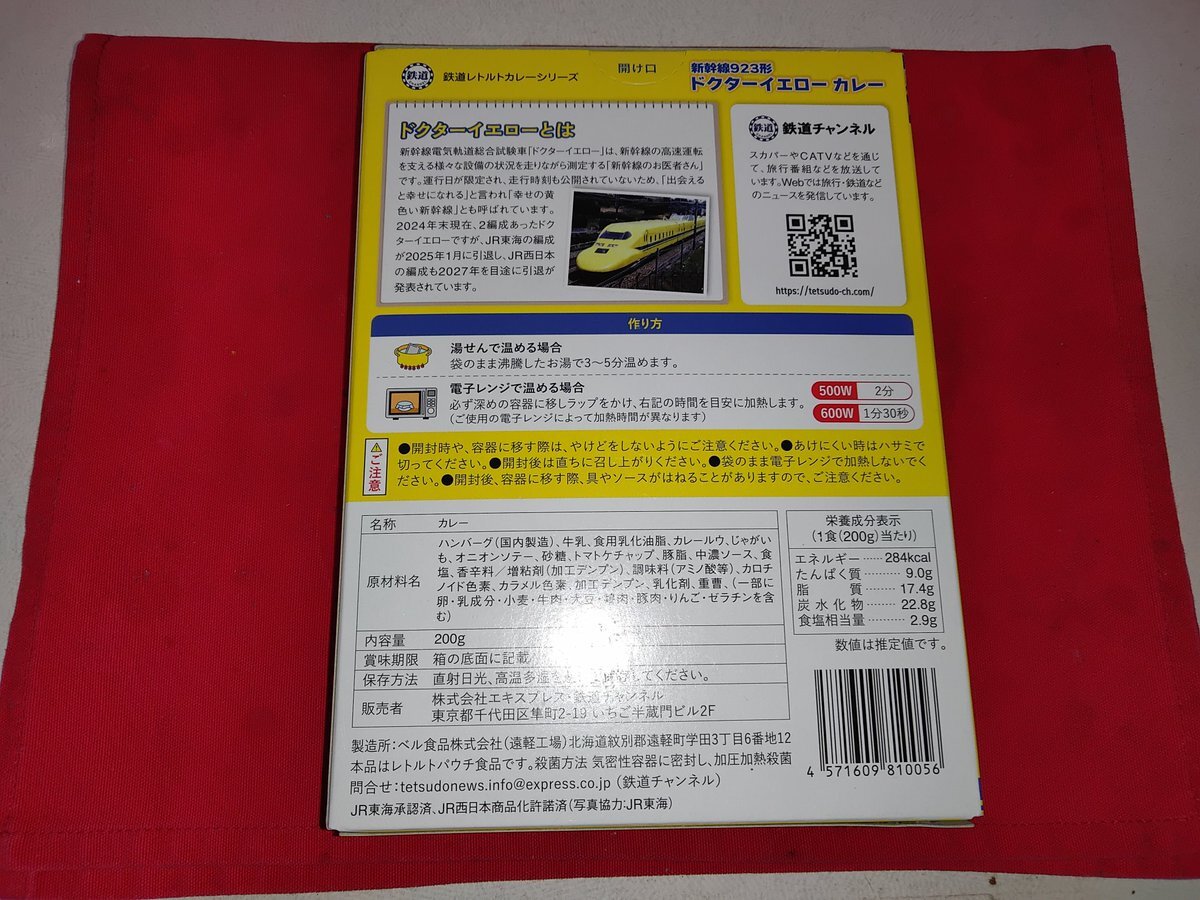 鉄道 鉄道レトルトカレーシリーズ
開け口
新幹線923形
ドクターイエロー カレー
ドクターイエローとは
新幹線電気軌道総合試験車「ドクターイエロー」は、新幹線の高速運転
を支える様々な設備の状況を走りながら測定する「新幹線のお医者さん」
です。運行日が限定され、走行時刻も公開されていないため、「出会える
と幸せになれる」と言われ「幸せの黄
色い新幹線」とも呼ばれています。
2024年末現在、2編成あったドク
ターイエローですが、JR東海の編成
が2025年1月に引退し、JR西日本
の編成も2027年を目途に引退が
発表されています。
鉄道 鉄道チャンネル
スカパーやCATVなどを通じ
て、旅行番組などを放送して
います。Webでは旅行・鉄道など
のニュースを発信しています。
https://tetsudo-ch.com/
作り方
湯せんで温める場合
袋のまま沸騰したお湯で3〜5分温めます。
電子レンジで温める場合
必ず深めの容器に移しラップをかけ、右記の時間を目安に加熱します。
(ご使用の電子レンジによって加熱時間が異なります)
500W 2分
600W 1分30秒
ご注意
●開封時や、容器に移す際は、やけどをしないようにご注意ください。●あけにくい時はハサミで
切ってください。●開封後は直ちに召し上がりください。●袋のまま電子レンジで加熱しないでく
ださい。●開封後、容器に移す際、具やソースがはねることがありますので、ご注意ください。
名称 カレー
原材料名
ハンバーグ(国内製造)、牛乳、食用乳化油脂、カレールウ、じゃがい
も、オニオンソテー、砂糖、トマトケチャップ、豚脂、中濃ソース、食
塩、香辛料/増粘剤(加工デンプン)、調味料(アミノ酸等)、カロチ
ノイド色素、カラメル色素、加工デンプン、乳化剤、重曹、(一部に
卵・乳成分・小麦・牛肉・大豆・鶏肉・豚肉・りんご・ゼラチンを含
む)
内容量 200g
賞味期限 箱の底面に記載
保存方法 直射日光、高温多湿を してください。
販売者 株式会社エキスプレス・鉄道チャンネル
東京都千代田区隼町2-19 いちご半蔵門ビル2F
栄養成分表示
(1食(200g)当たり)
エネルギー……284kcal
たんぱく質………9.0g
脂質………17.4g
炭水化物………22.8g
食塩相当量………2.9g
数値は推定値です。
製造所:ベル食品株式会社(遠軽工場)北海道紋別郡遠軽町学田3丁目6番地12
本品はレトルトパウチ食品です。殺菌方法 気密性容器に密封し、加圧加熱殺菌
問合せ:tetsudonews.info@express.co.jp(鉄道チャンネル)
JR東海承認済、JR西日本商品化許諾済(写真協力:JR東海)
4 571609 810056